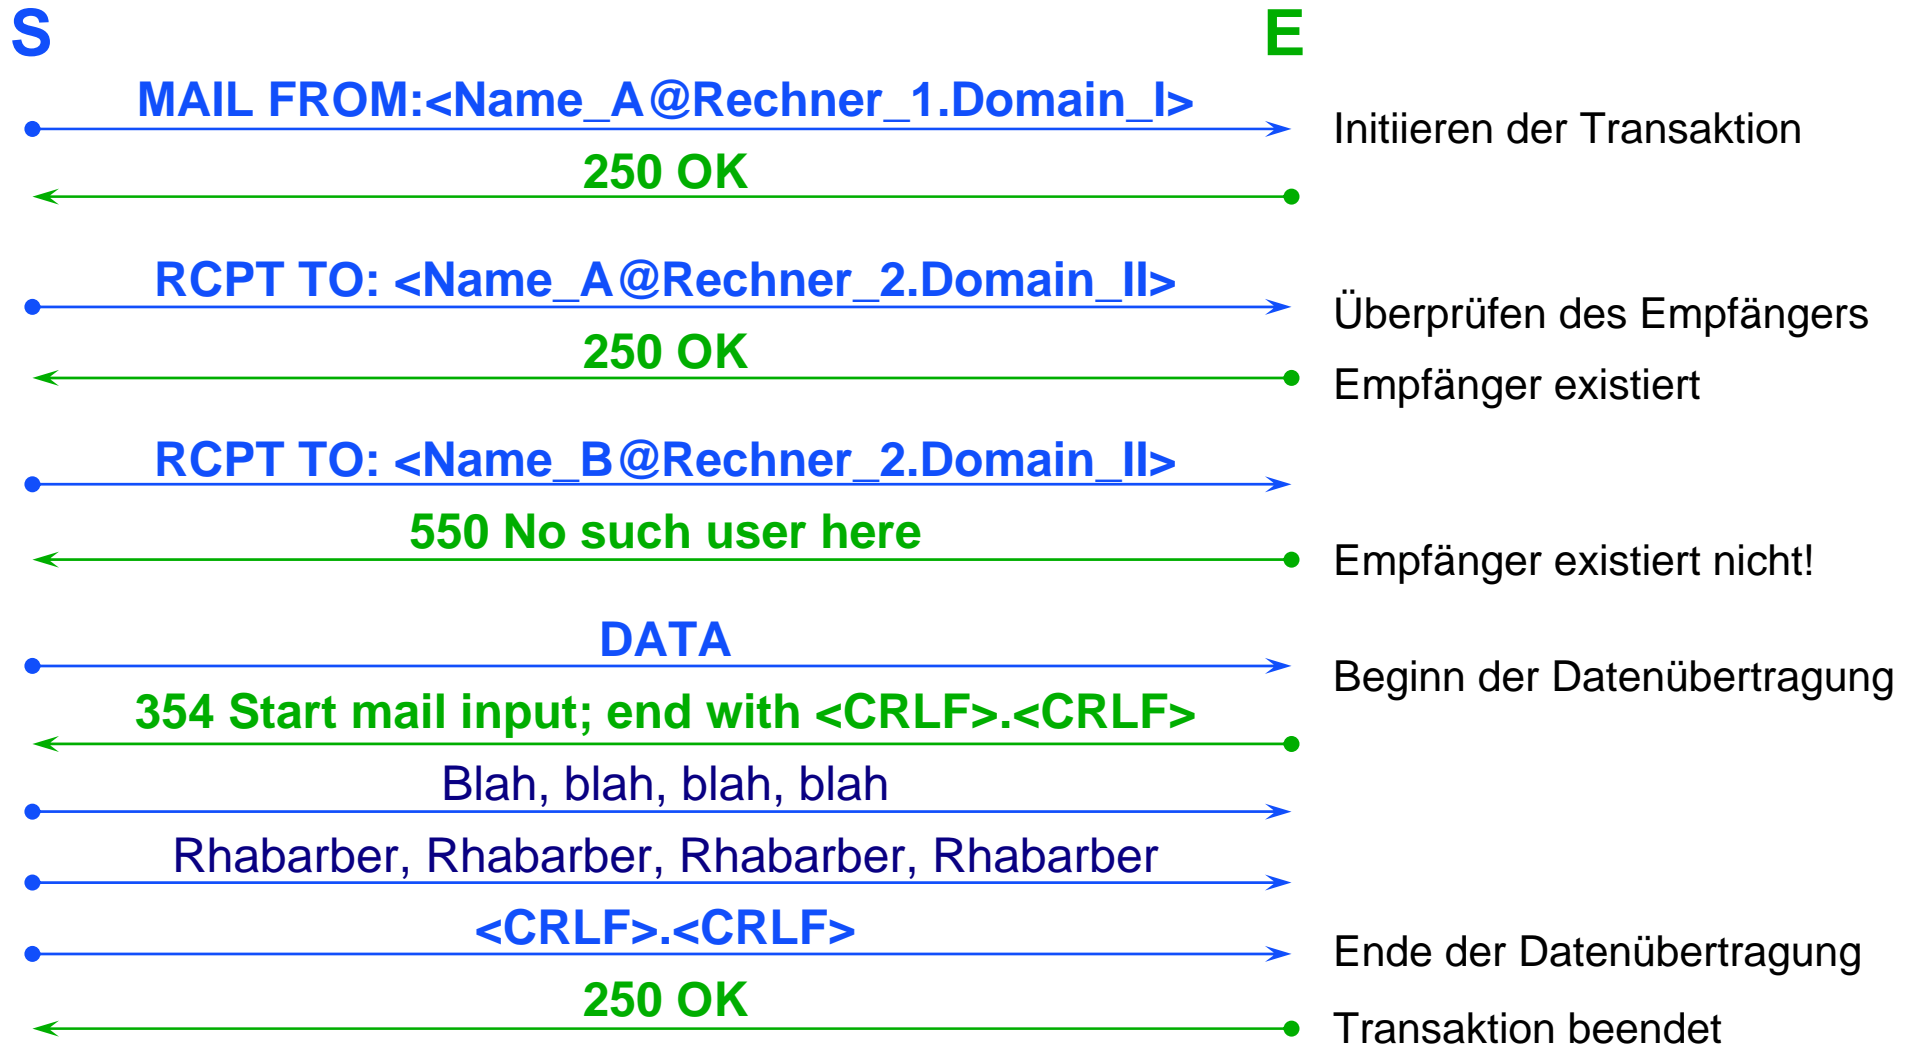 S E
MAIL FROM:<Name_A@Rechner_1.Domain_I>
Initiieren der Transaktion
250 OK
RCPT TO: <Name_A@Rechner_2.Domain_II>
Überprüfen des Empfängers
250 OK
Empfänger existiert
RCPT TO: <Name_B@Rechner_2.Domain_II>
550 No such user here
Empfänger existiert nicht!
DATA
Beginn der Datenübertragung
354 Start mail input; end with <CRLF>.<CRLF>
Blah, blah, blah, blah
Rhabarber, Rhabarber, Rhabarber, Rhabarber
<CRLF>.<CRLF>
Ende der Datenübertragung
250 OK
Transaktion beendet